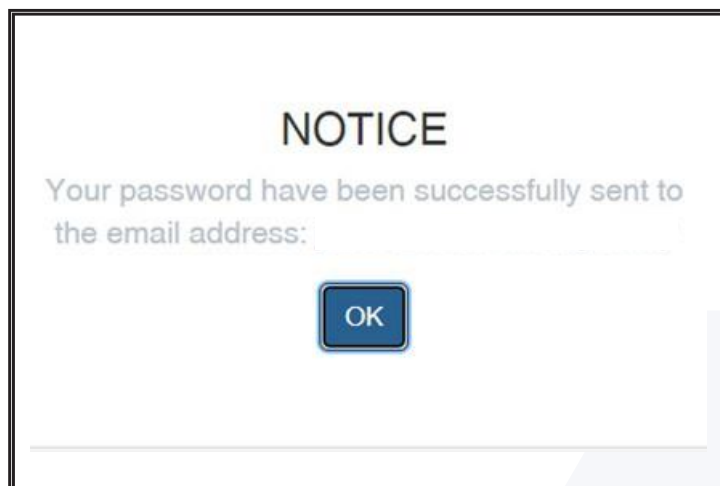 NOTICE
Your password have been successfully sent to
the email address:
OK